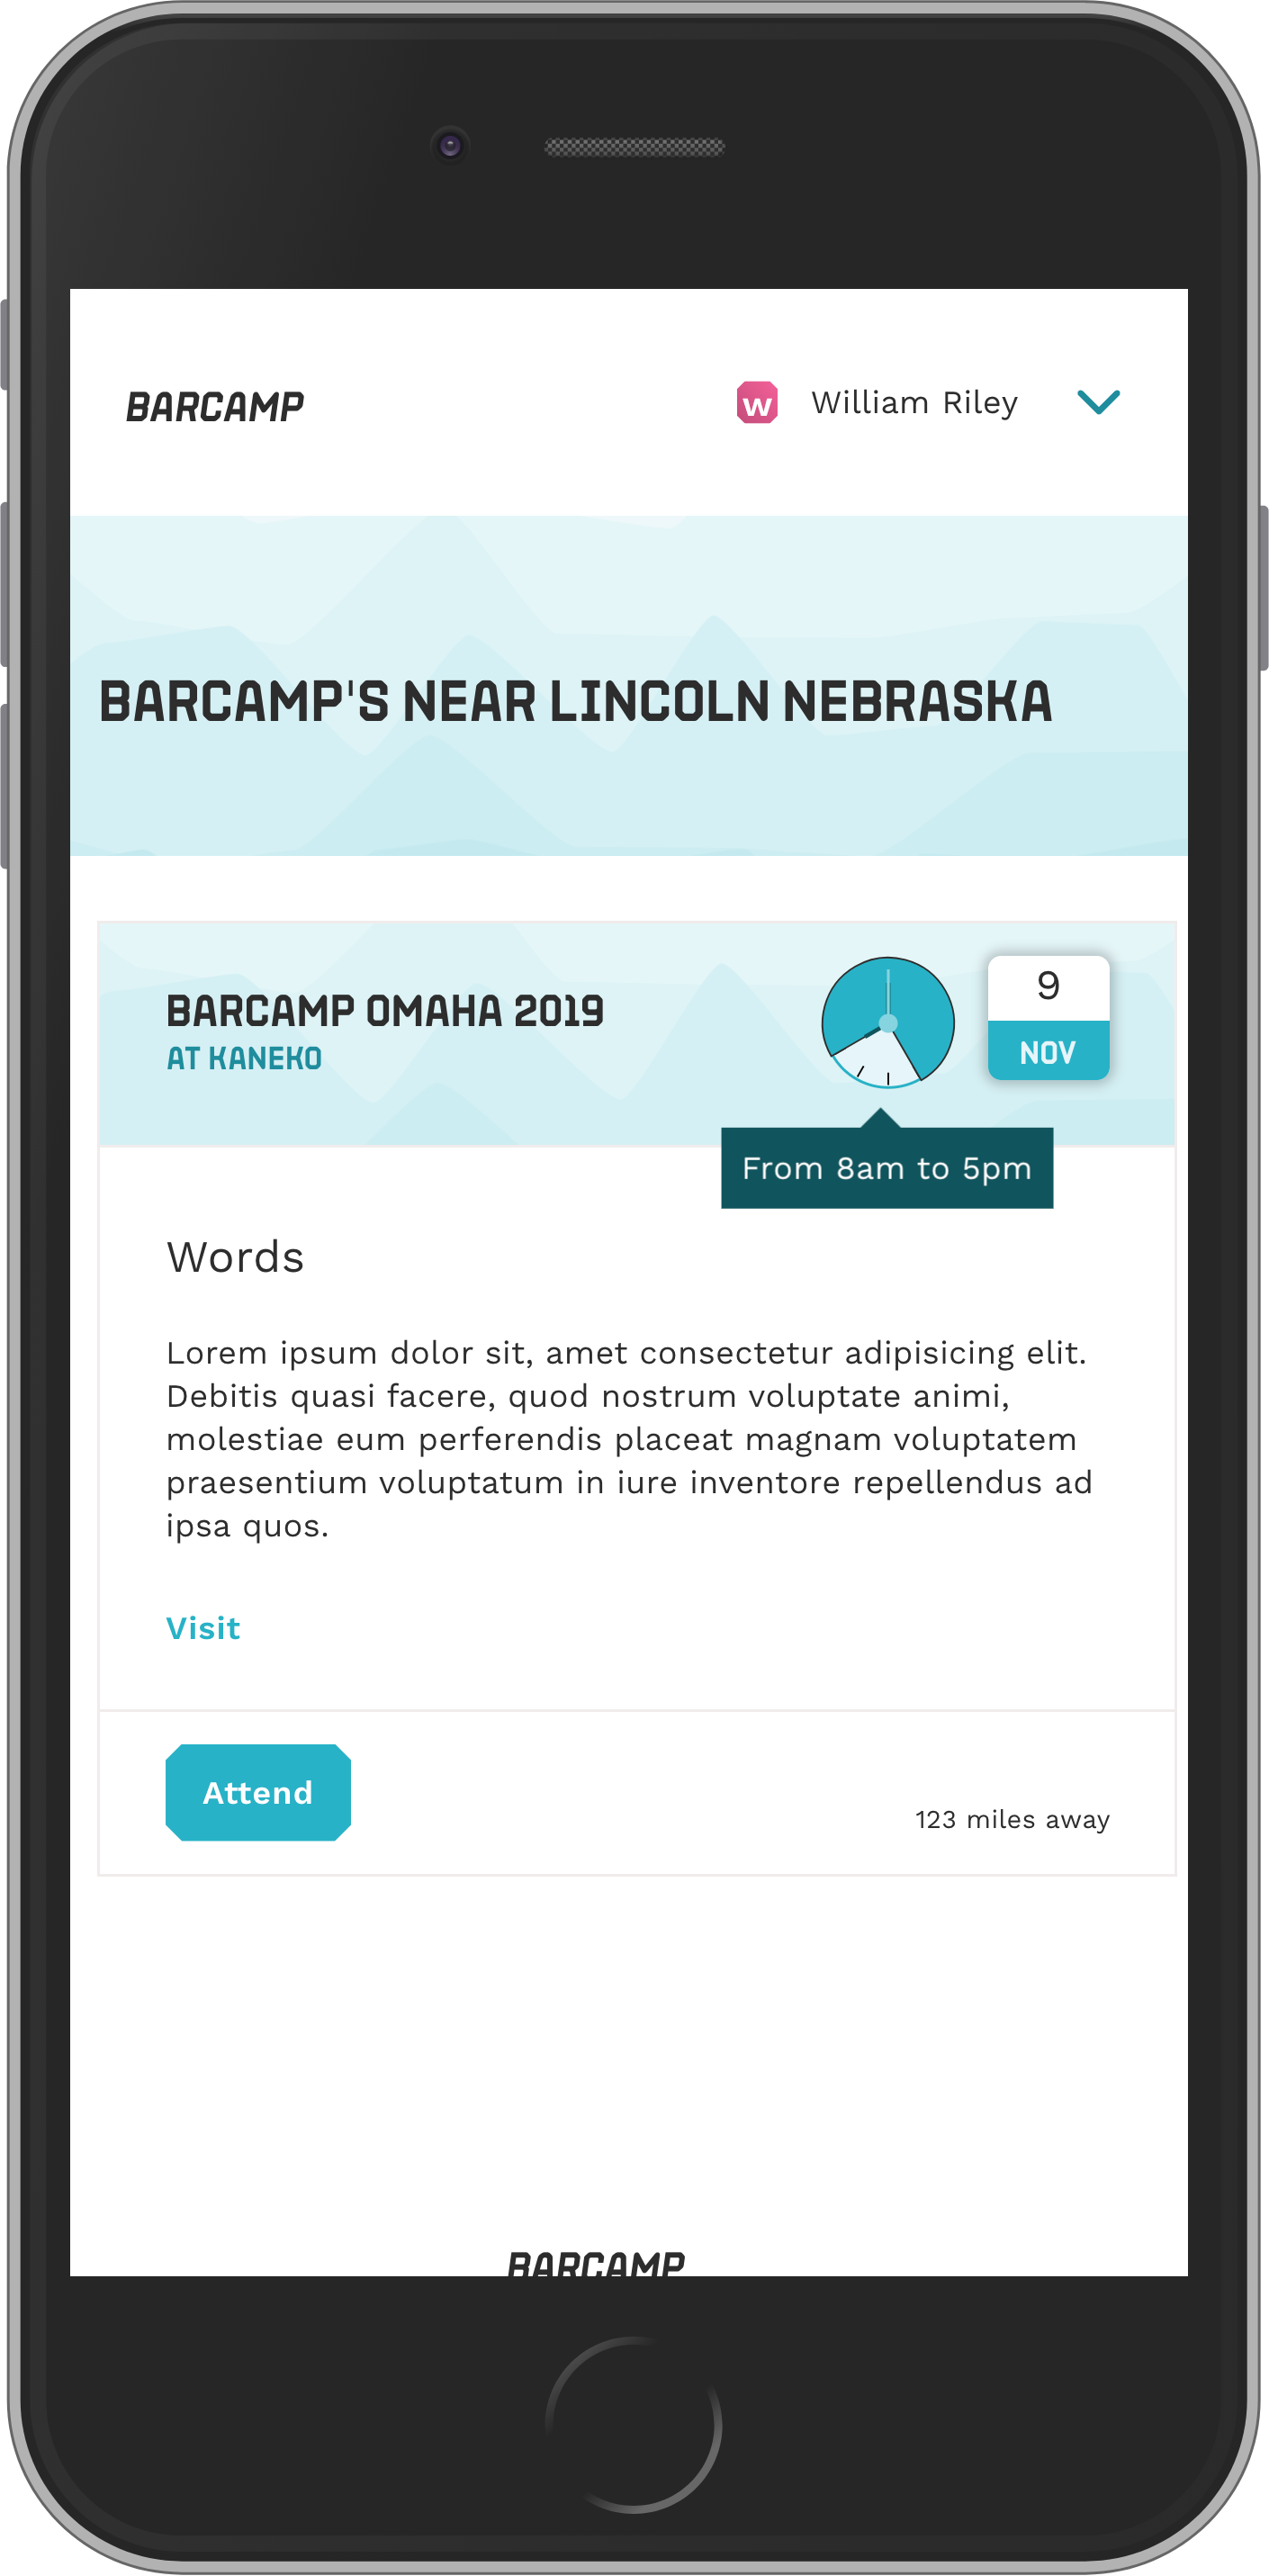 BARCAMP
W
William Riley
BARCAMP'S NEAR LINCOLN NEBRASKA
BARCAMP OMAHA 2019
AT KANEKO
9
NOV
From 8am to 5pm
Words
Lorem ipsum dolor sit, amet consectetur adipisicing elit.
Debitis quasi facere, quod nostrum voluptate animi,
molestiae eum perferendis placeat magnam voluptatem
praesentium voluptatum in iure inventore repellendus ad
ipsa quos.
Visit
Attend
123 miles away
BARCAMP